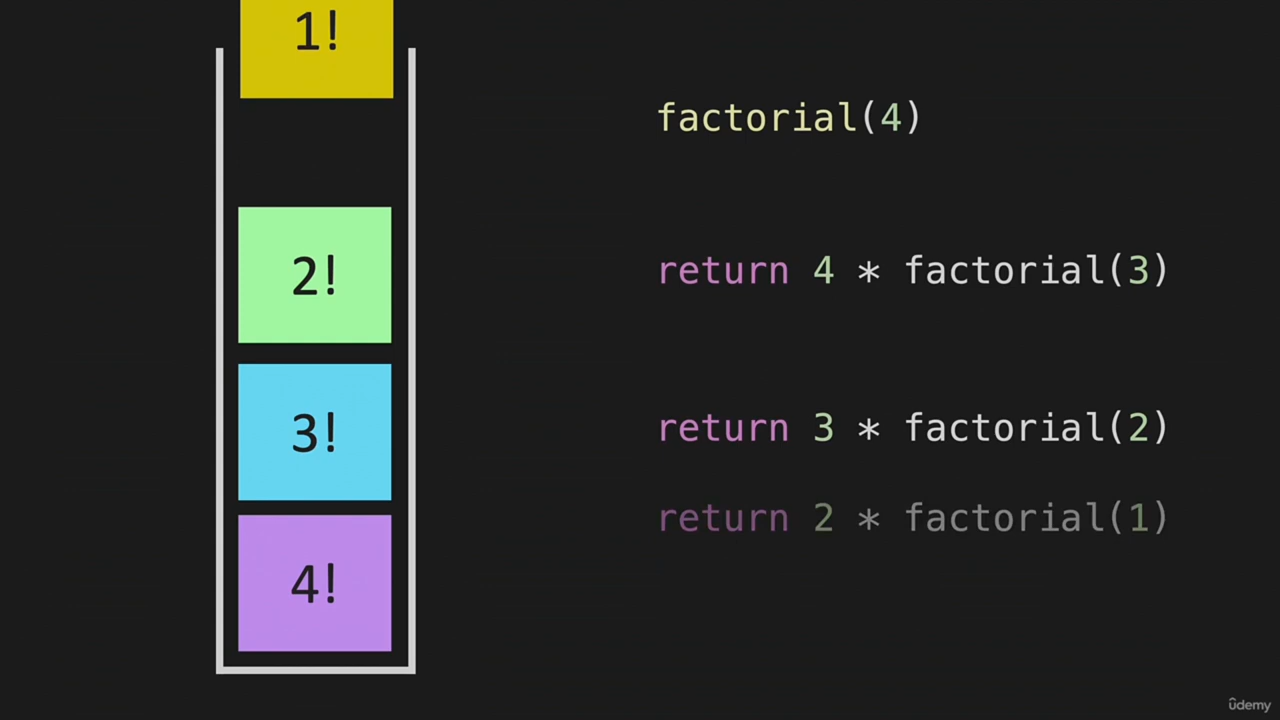 1!
factorial(4)
2!
return 4 * factorial(3)
3!
return 3 * factorial(2)
return 2 * factorial(1)
4!
ûdemy